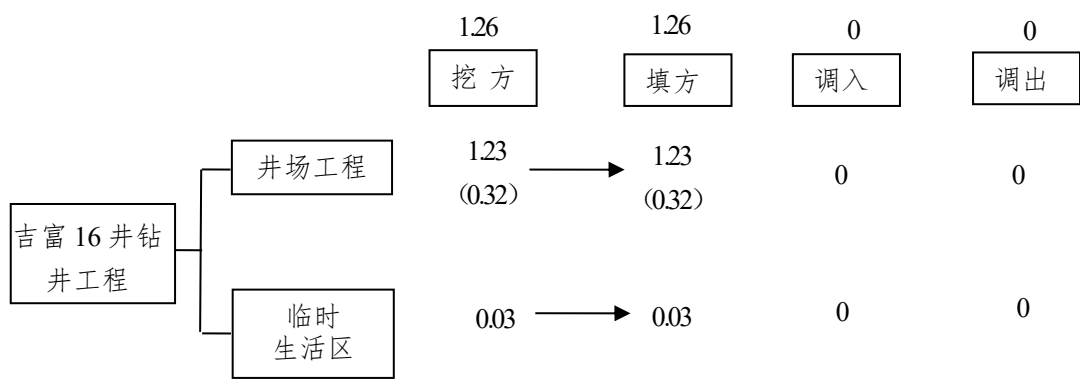 1.26 1.26 0 0
挖 方 填方 调入 调出
井场工程 1.23 1.23 0 0
(0.32) (0.32)
吉富 16 井钻
井工程
临时
生活区 0.03 0.03 0 0